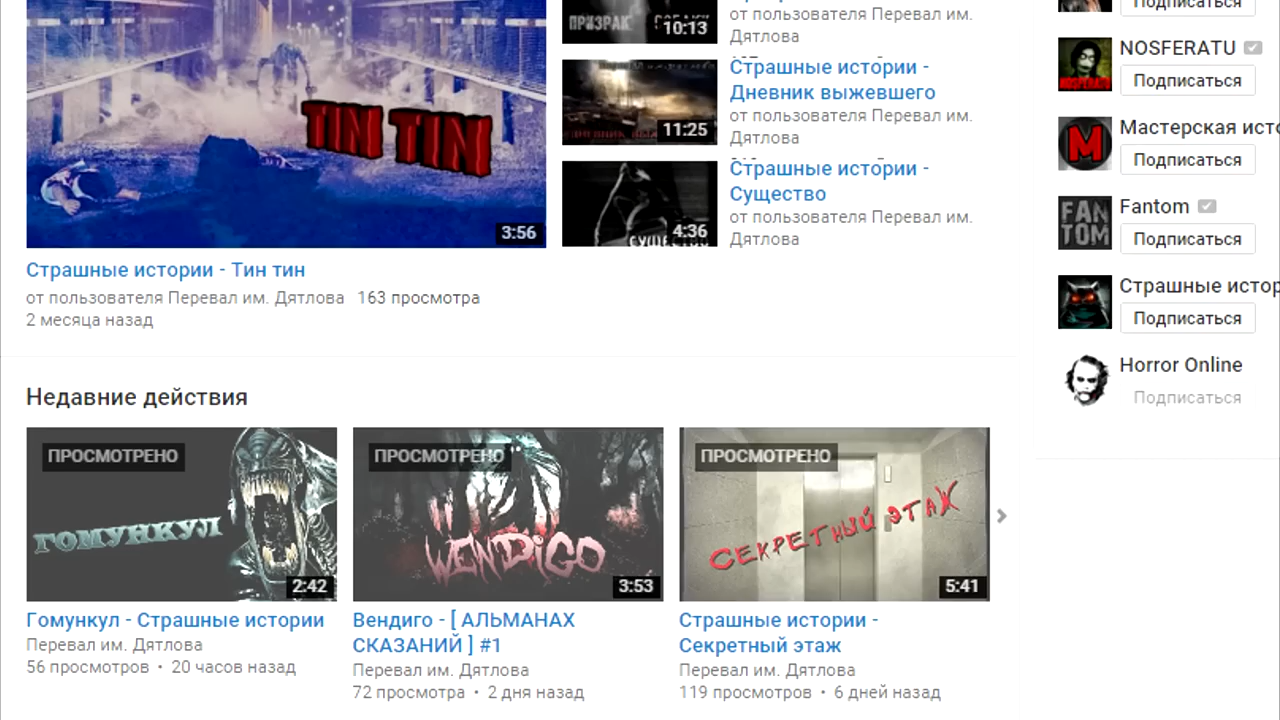 TIN TIN
3:56
Страшные истории - Тин тин
от пользователя Перевал им. Дятлова 163 просмотра
2 месяца назад
ПРИЗРАК
10:13
от пользователя Перевал им.
Дятлова
11:25
Страшные истории -
Дневник выжевшего
от пользователя Перевал им.
Дятлова
4:36
Страшные истории -
Существо
от пользователя Перевал им.
Дятлова
Недавние действия
ПРОСМОТРЕНО
ГОМУНКУЛ
2:42
Гомункул - Страшные истории
Перевал им. Дятлова
56 просмотров • 20 часов назад
ПРОСМОТРЕНО
WENDIGO
3:53
Вендиго - [ АЛЬМАНАХ
СКАЗАНИЙ ] #1
Перевал им. Дятлова
72 просмотра • 2 дня назад
ПРОСМОТРЕНО
СЕКРЕТНЫЙ ЭТАЖ
5:41
Страшные истории -
Секретный этаж
Перевал им. Дятлова
119 просмотров • 6 дней назад
Подписаться
NOSFERATU
NOSFERATU
Подписаться
M
Мастерская исто
Подписаться
FAN
TOM
Fantom
Подписаться
Страшные истор
Подписаться
Horror Online
Подписаться